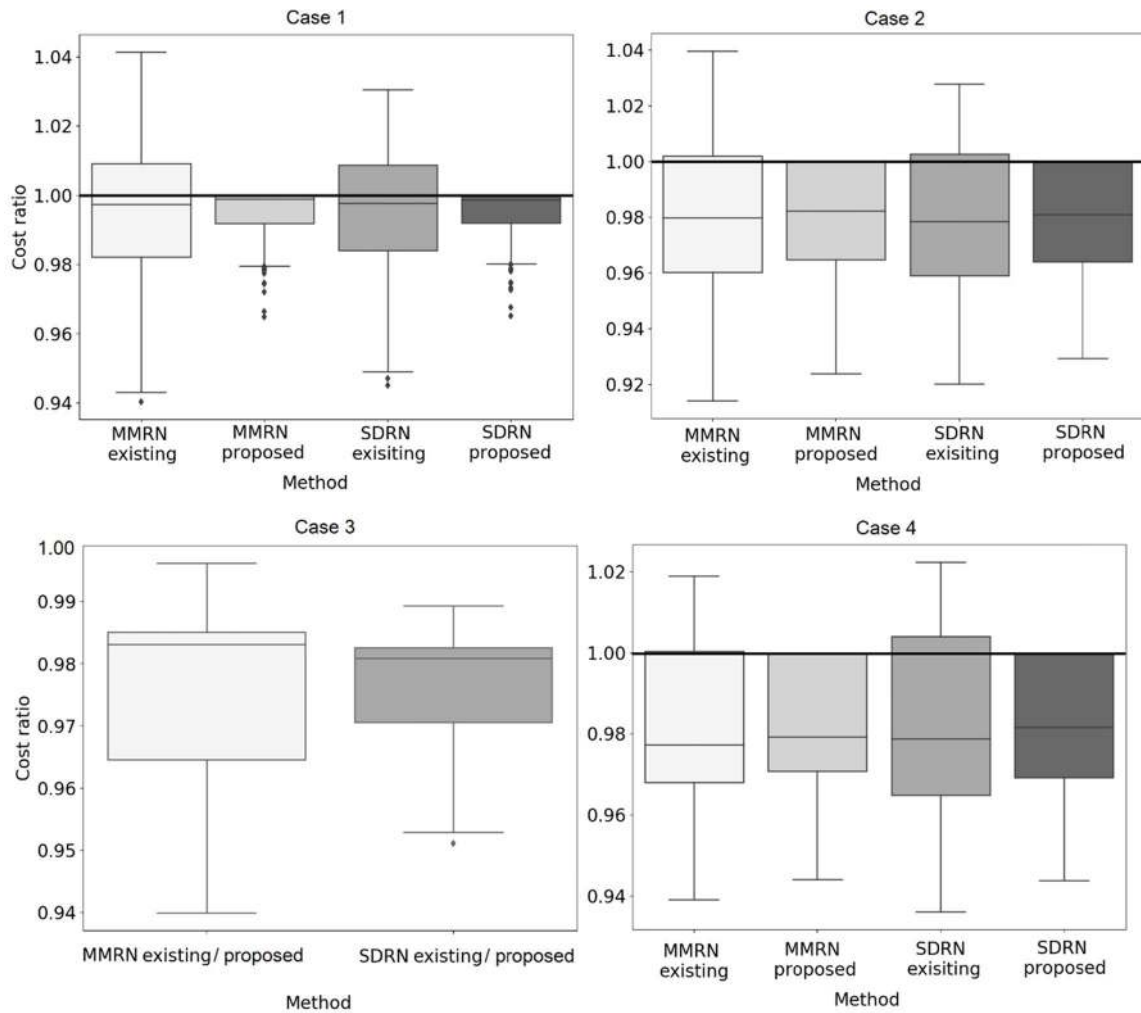 Case 1
1.04
1.02
1.00
0.98
0.96
0.94
Cost ratio
MMRN existing
MMRN proposed
SDRN exisiting
SDRN proposed
Method
Case 2
1.04
1.02
1.00
0.98
0.96
0.94
0.92
MMRN existing
MMRN proposed
SDRN exisiting
SDRN proposed
Method
Case 3
1.00
0.99
0.98
0.97
0.96
0.95
0.94
Cost ratio
MMRN existing/ proposed
SDRN existing/ proposed
Method
Case 4
1.02
1.00
0.98
0.96
0.94
MMRN existing
MMRN proposed
SDRN exisiting
SDRN proposed
Method